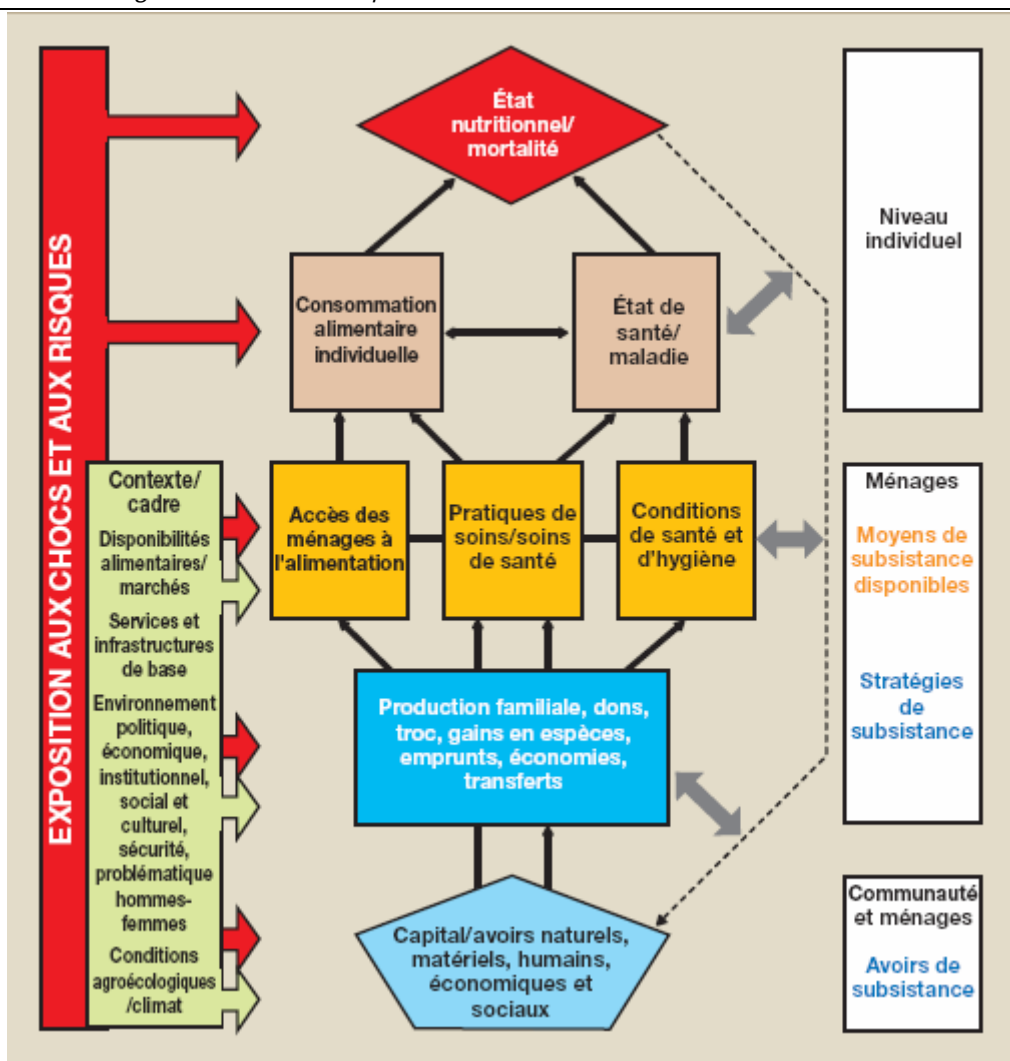 EXPOSITION AUX CHOCS ET AUX RISQUES
Contexte/
cadre
Disponibilités
alimentaires/
marchés
Services et
infrastructures
de base
Environnement
politique,
économique,
institutionnel,
social et
culturel,
sécurité,
problématique
hommes-
femmes
Conditions
agroécologiques
/climat
État
nutritionnel/
mortalité
Consommation
alimentaire
individuelle
État de
santé/
maladie
Accès des
ménages à
l'alimentation
Pratiques de
soins/soins
de santé
Conditions
de santé et
d'hygiène
Production familiale, dons,
troc, gains en espèces,
emprunts, économies,
transferts
Capital/avoirs naturels,
matériels, humains,
économiques et
sociaux
Niveau
individuel
Ménages
Moyens de
subsistance
disponibles
Stratégies
de
subsistance
Communauté
et ménages
Avoirs de
subsistance